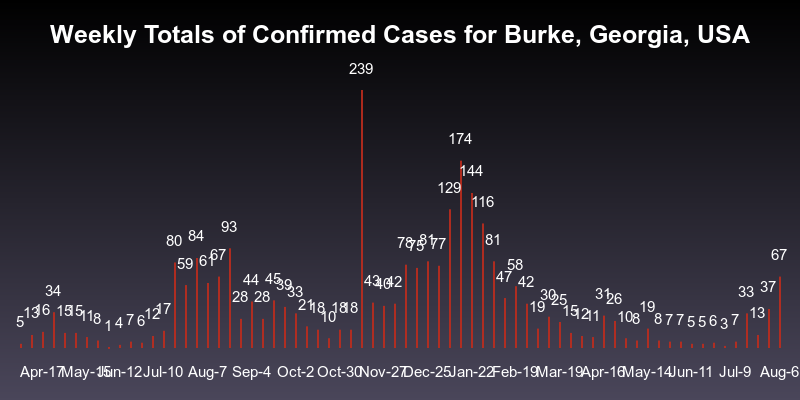 Weekly Totals of Confirmed Cases for Burke, Georgia, USA
5 13 16 34 15 15 11 8 1 4 7 6 12 17 80 59 84 61 67 93 28 44 28 45 39 33 21 18 10 18 18 239 43 40 42 78 75 81 77 129 174 144 116 81 47 58 42 19 30 25 15 12 11 31 26 10 8 19 8 7 7 5 5 6 3 7 33 13 37 67
Apr-17 May-15 Jun-12 Jul-10 Aug-7 Sep-4 Oct-2 Oct-30 Nov-27 Dec-25 Jan-22 Feb-19 Mar-19 Apr-16 May-14 Jun-11 Jul-9 Aug-6